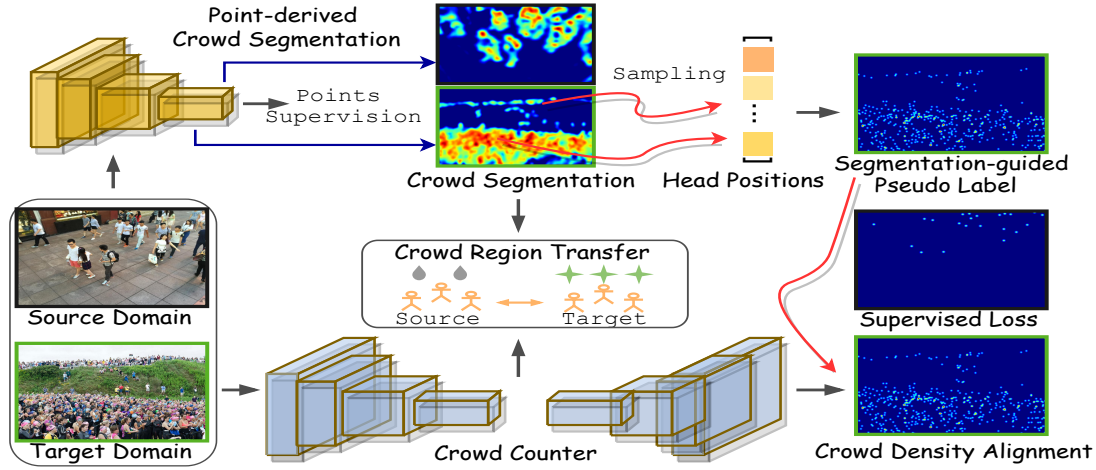 Point-derived
Crowd Segmentation
Points
Supervision
Sampling
Crowd Segmentation
Head Positions
Segmentation-guided
Pseudo Label
Crowd Region Transfer
Source
Target
Source Domain
Supervised Loss
Target Domain
Crowd Counter
Crowd Density Alignment